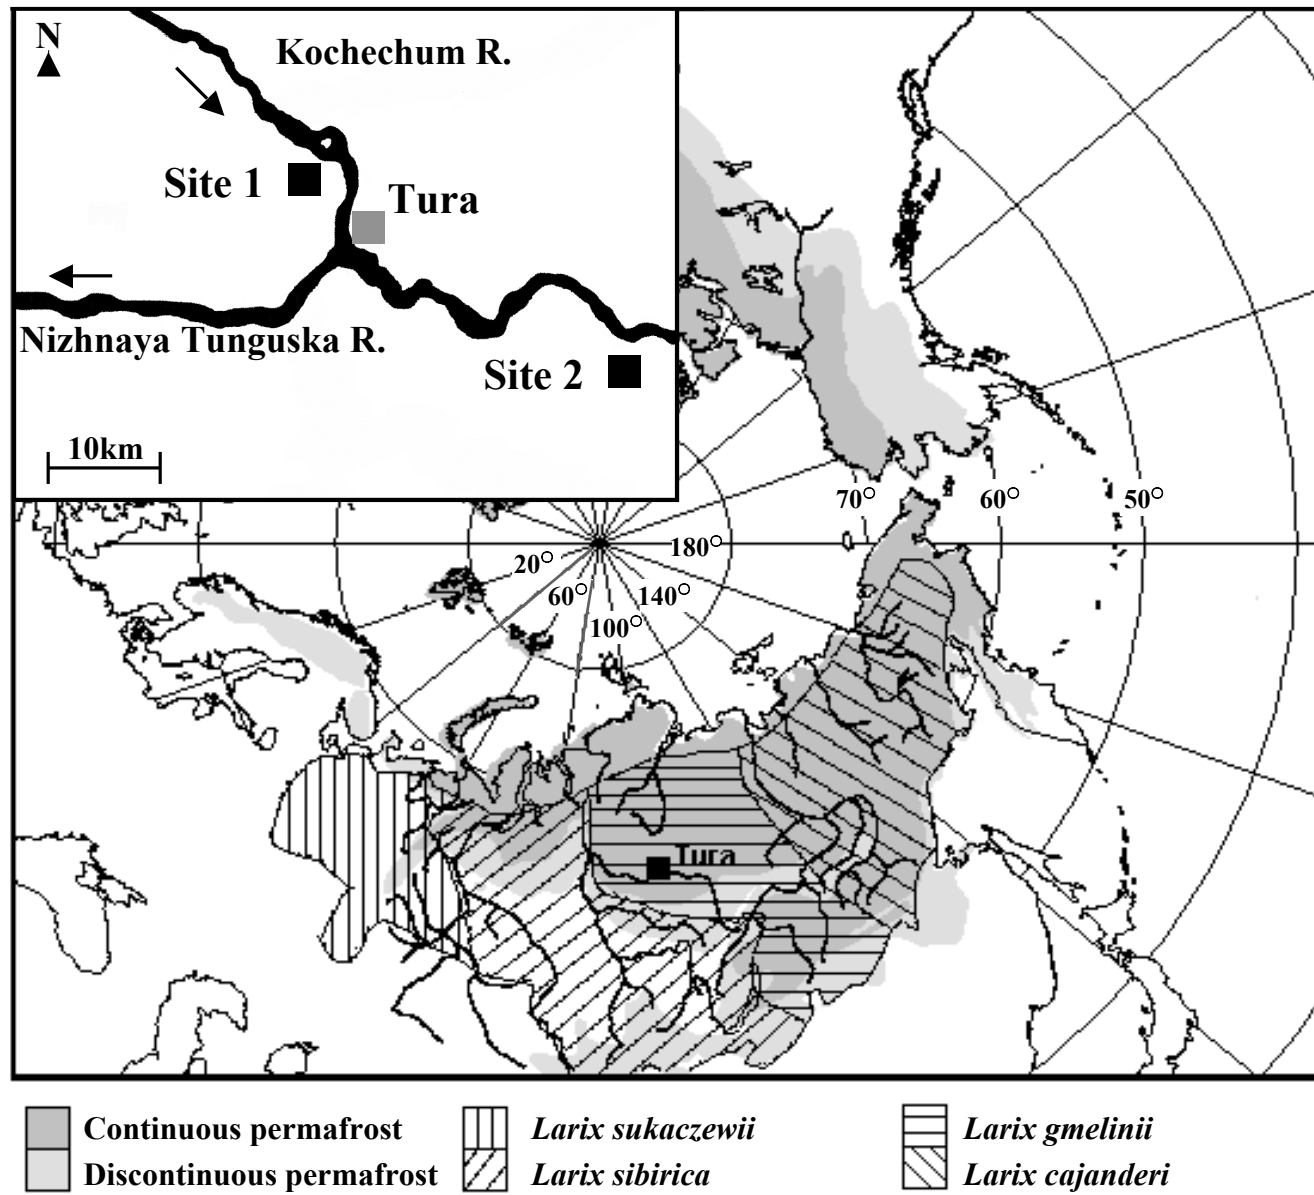 N
Kochechum R.
Site 1
Tura
Nizhnaya Tunguska R.
Site 2
10km
70° 60° 50°
180°
20°
60° 140°
100°
Tura
Continuous permafrost
Discontinuous permafrost
Larix sukaczewii
Larix sibirica
Larix gmelinii
Larix cajanderi